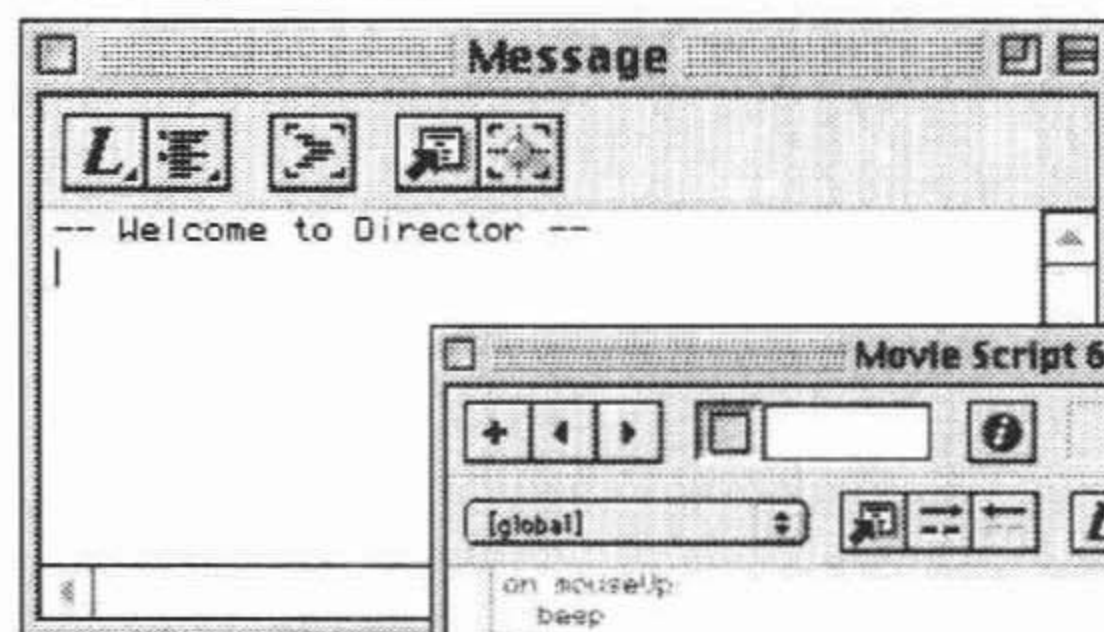 Message
-- Welcome to Director --
Movie Script 6
[global]
on mouseUp
beep